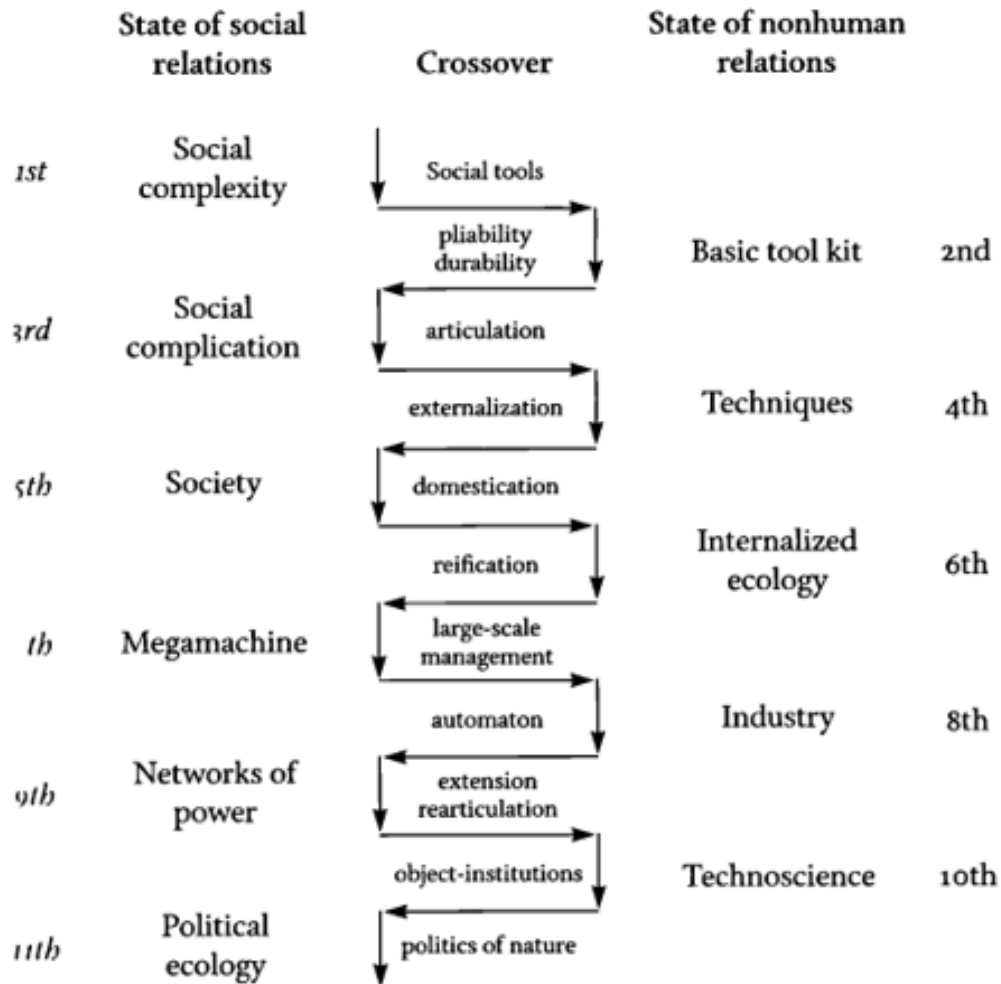 State of social
relations
Crossover
State of nonhuman
relations
1st
Social
complexity
Social tools
pliability
durability
Basic tool kit
2nd
3rd
Social
complication
articulation
externalization
Techniques
4th
5th
Society
domestication
reification
Internalized
ecology
6th
th
Megamachine
large-scale
management
automaton
Industry
8th
9th
Networks of
power
extension
rearticulation
object-institutions
Technoscience
10th
11th
Political
ecology
politics of nature